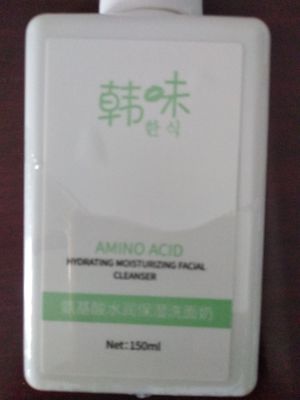 韩味
한식
AMINO ACID
HYDRATING MOISTURIZING FACIAL
CLEANSER
氨基酸水润保湿洗面奶
Net：150ml